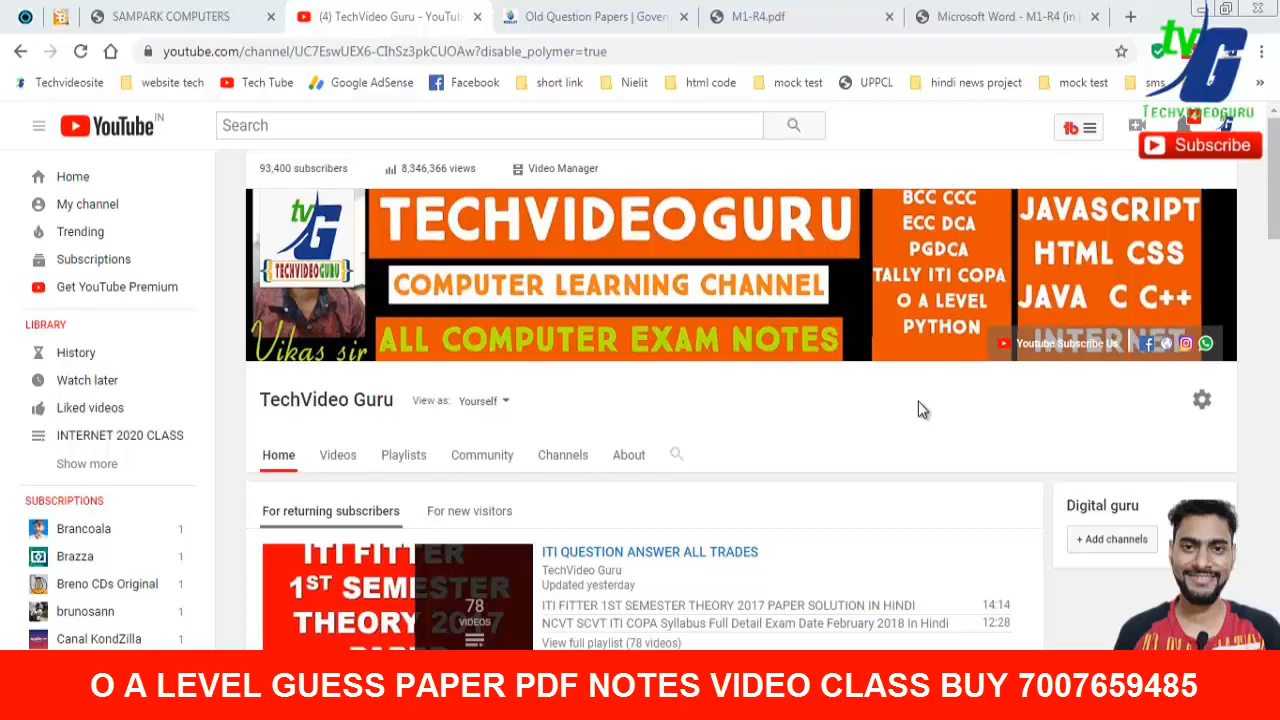 SAMPARK COMPUTERS
(4) TechVideo Guru - YouTub
Old Question Papers | Gover
M1-R4.pdf
Microsoft Word - M1-R4 (in
youtube.com/channel/UC7EswUEX6-CIhSz3pkCUOAw?disable_polymer=true
Techvideosite
website tech
Tech Tube
Google AdSense
Facebook
short link
Nielit
html code
mock test
UPPCL
hindi news project
mock test
sms
tvG
TECHVIDEOGURU
Subscribe
YouTube IN
Search
93,400 subscribers
8,346,366 views
Video Manager
Home
My channel
Trending
Subscriptions
Get YouTube Premium
LIBRARY
History
Watch later
Liked videos
INTERNET 2020 CLASS
Show more
SUBSCRIPTIONS
Brancoala 1
Brazza 1
Breno CDs Original 1
brunosann 1
Canal KondZilla 1
tvG
TECHVIDEOGURU
Vikas sir
TECHVIDEOGURU
COMPUTER LEARNING CHANNEL
ALL COMPUTER EXAM NOTES
BCC CCC
ECC DCA
PGDCA
TALLY ITI COPA
O A LEVEL
PYTHON
JAVASCRIPT
HTML CSS
JAVA C C++
INTERNET
Youtube Subscribe Us
TechVideo Guru
View as: Yourself
Home
Videos
Playlists
Community
Channels
About
For returning subscribers
For new visitors
ITI FITTER
1ST SEMESTER
THEORY 2017
78
VIDEOS
ITI QUESTION ANSWER ALL TRADES
TechVideo Guru
Updated yesterday
ITI FITTER 1ST SEMESTER THEORY 2017 PAPER SOLUTION IN HINDI 14:14
NCVT SCVT ITI COPA Syllabus Full Detail Exam Date February 2018 in Hindi 12:28
View full playlist (78 videos)
Digital guru
+ Add channels
O A LEVEL GUESS PAPER PDF NOTES VIDEO CLASS BUY 7007659485